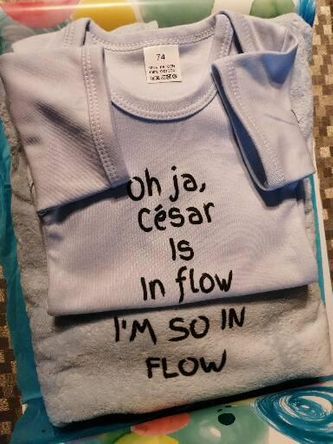 74
Oh ja,
César
Is
In flow
I'M SO IN
FLOW